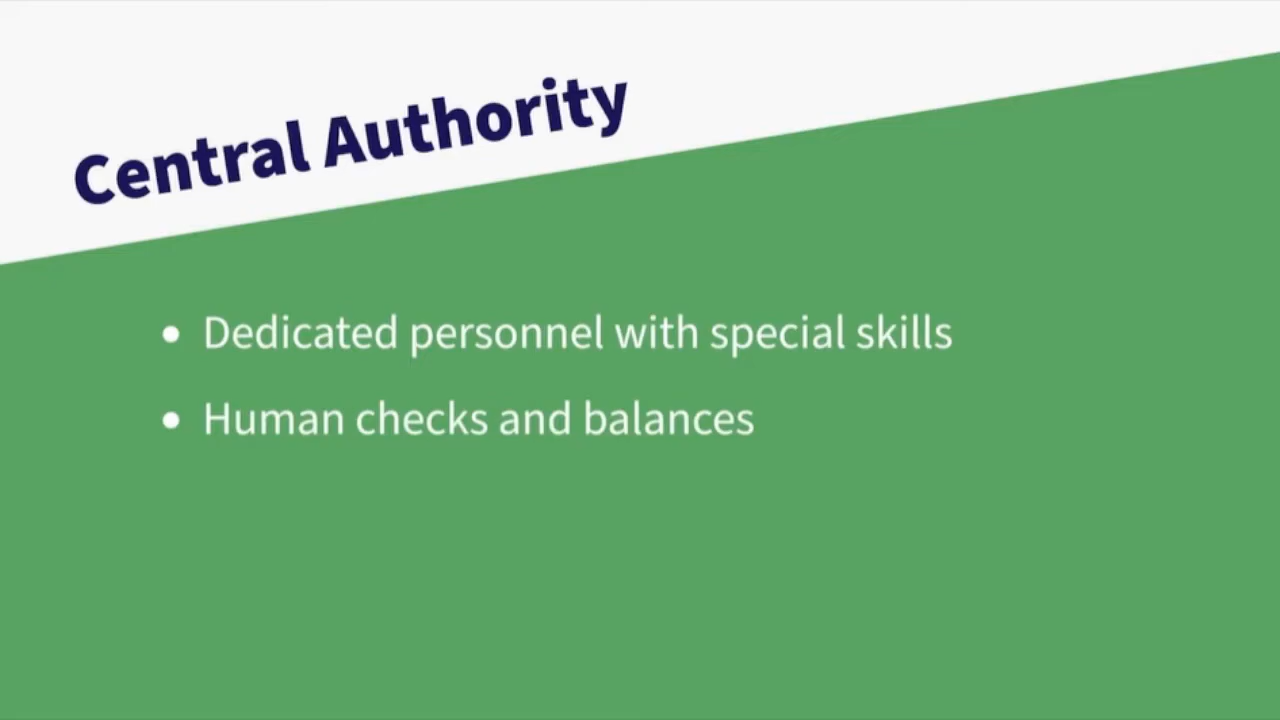 Central Authority
Dedicated personnel with special skills
Human checks and balances